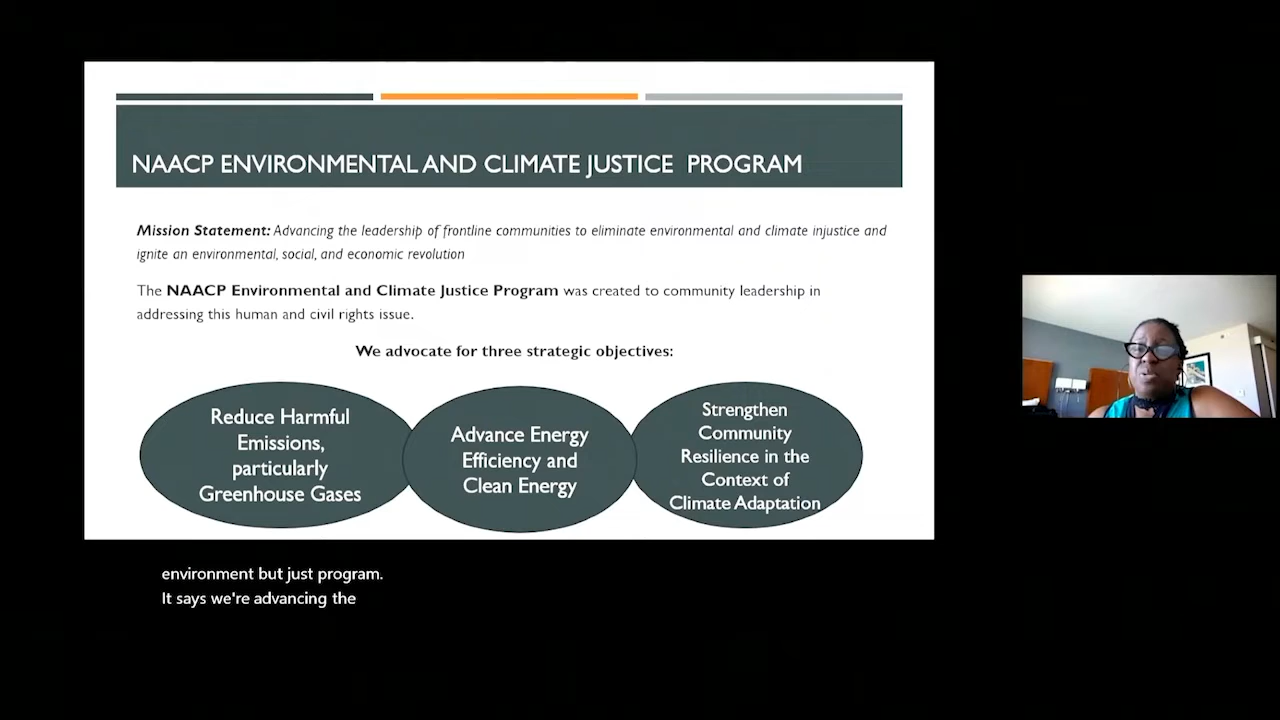 NAACP ENVIRONMENTAL AND CLIMATE JUSTICE PROGRAM
Mission Statement: Advancing the leadership of frontline communities to eliminate environmental and climate injustice and
ignite an environmental, social, and economic revolution
The NAACP Environmental and Climate Justice Program was created to community leadership in
addressing this human and civil rights issue.
We advocate for three strategic objectives:
Reduce Harmful
Emissions,
particularly
Greenhouse Gases
Advance Energy
Efficiency and
Clean Energy
Strengthen
Community
Resilience in the
Context of
Climate Adaptation
environment but just program.
It says we're advancing the